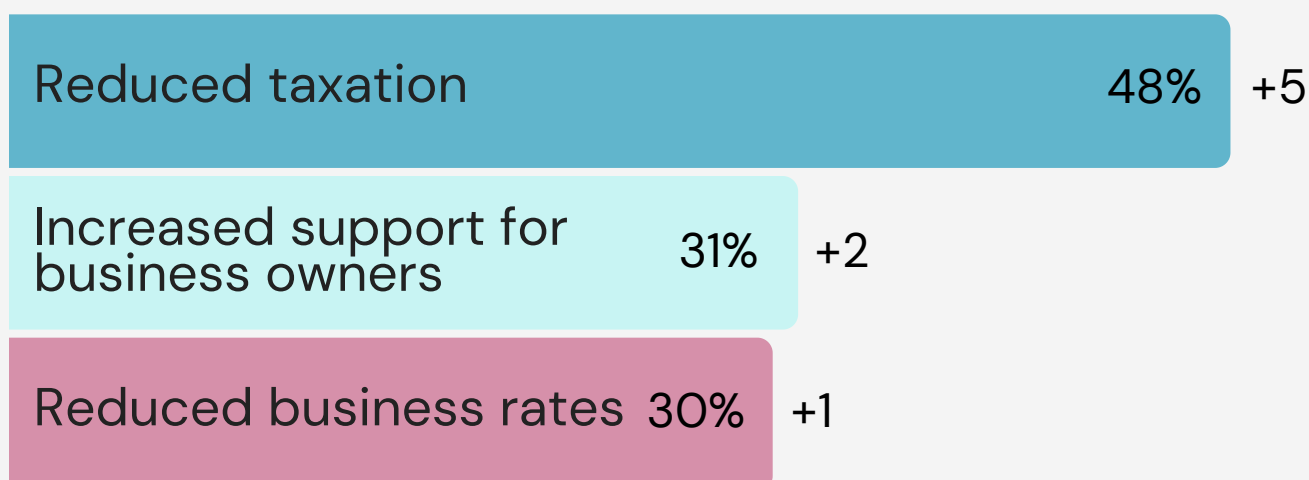 Reduced taxation 48% +5
Increased support for
business owners 31% +2
Reduced business rates 30% +1